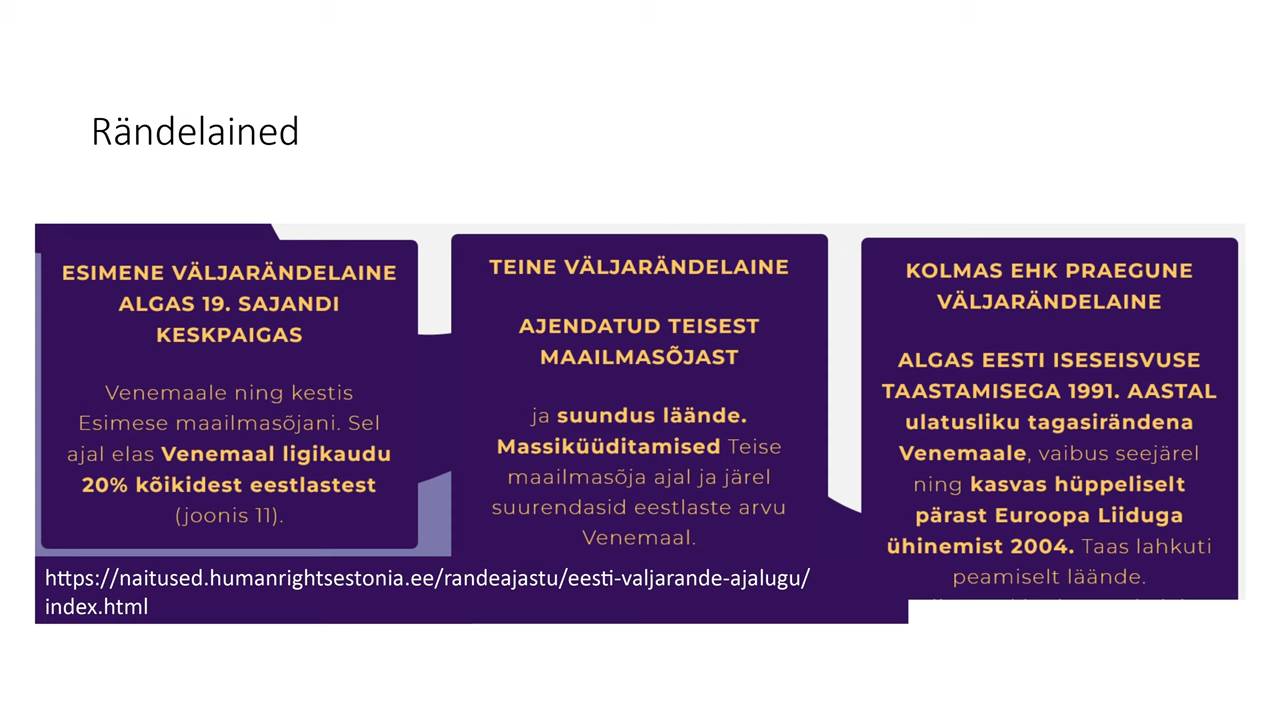 Rändelained
ESIMENE VÄLJARÄNDELAINE
ALGAS 19. SAJANDI
KESKPAIGAS
Venemaale ning kestis
Esimese maailmasõjani. Sel
ajal elas Venemaal ligikaudu
20% kõikidest eestlastest
(joonis 11).
TEINE VÄLJARÄNDELAINE
AJENDATUD TEISEST
MAAILMASÕJAST
ja suundus läände.
Massiküüditamised Teise
maailmasõja ajal ja järel
suurendasid eestlaste arvu
Venemaal.
KOLMAS EHK PRAEGUNE
VÄLJARÄNDELAINE
ALGAS EESTI ISESEISVUSE
TAASTAMISEGA 1991. AASTAL
ulatusliku tagasirändena
Venemaale, vaibus seejärel
ning kasvas hüppeliselt
pärast Euroopa Liiduga
ühinemist 2004. Taas lahkuti
peamiselt läände.
https://naitused.humanrightsestonia.ee/randeajastu/eesti-valjarande-ajalugu/
index.html